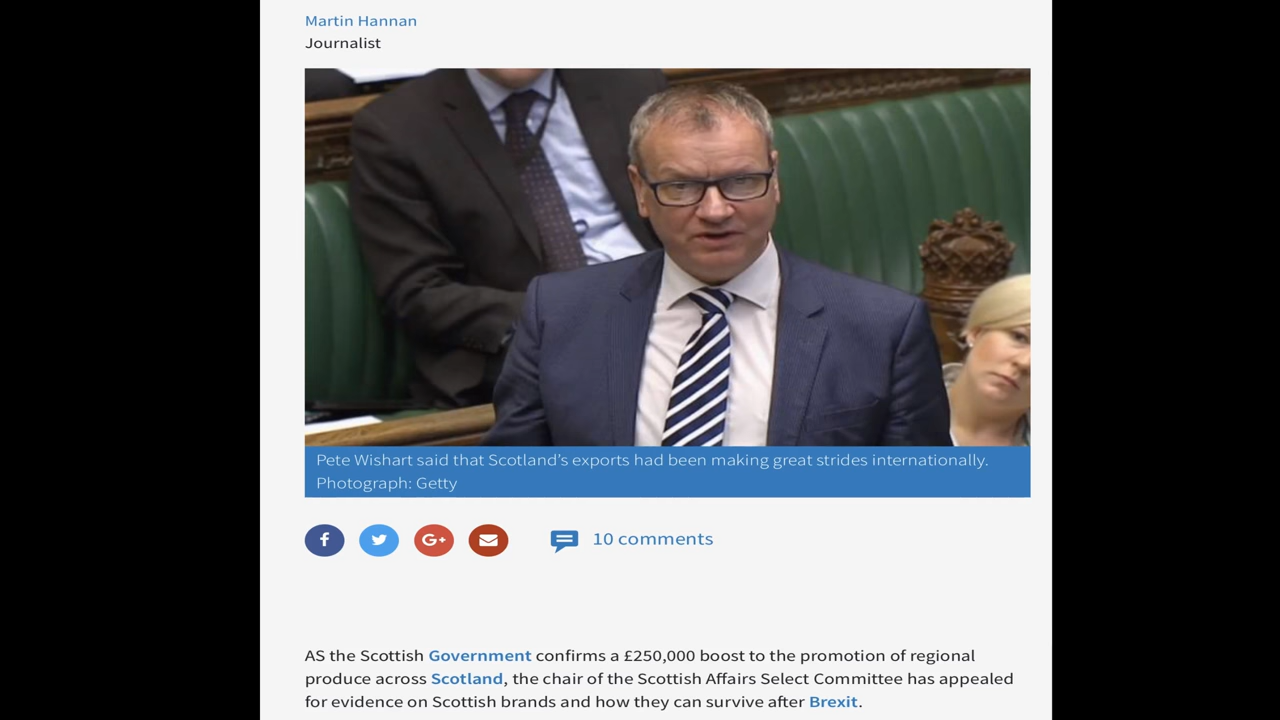 Martin Hannan
Journalist
Pete Wishart said that Scotland's exports had been making great strides internationally.
Photograph: Getty
f
G+
10 comments
AS the Scottish Government confirms a £250,000 boost to the promotion of regional
produce across Scotland, the chair of the Scottish Affairs Select Committee has appealed
for evidence on Scottish brands and how they can survive after Brexit.